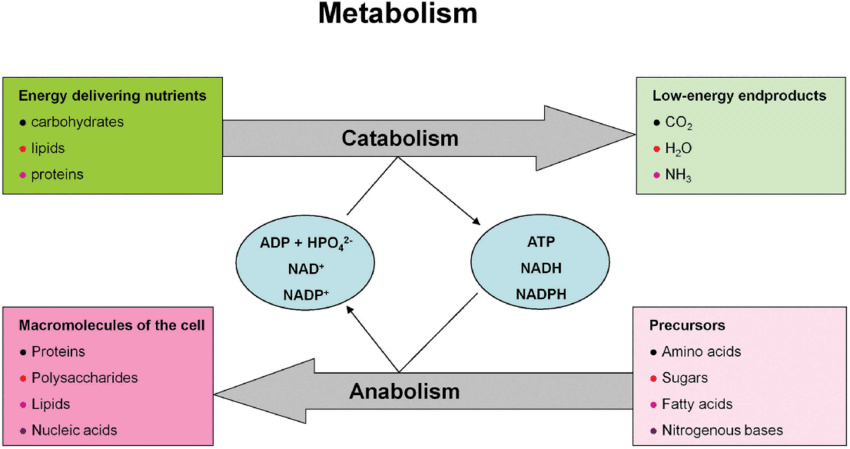 Metabolism
Energy delivering nutrients
● carbohydrates
● lipids
● proteins
Catabolism
Low-energy endproducts
● CO₂
● H₂O
● NH₃
ADP + HPO₄²⁻
NAD⁺
NADP⁺
ATP
NADH
NADPH
Macromolecules of the cell
● Proteins
● Polysaccharides
● Lipids
● Nucleic acids
Anabolism
Precursors
● Amino acids
● Sugars
● Fatty acids
● Nitrogenous bases